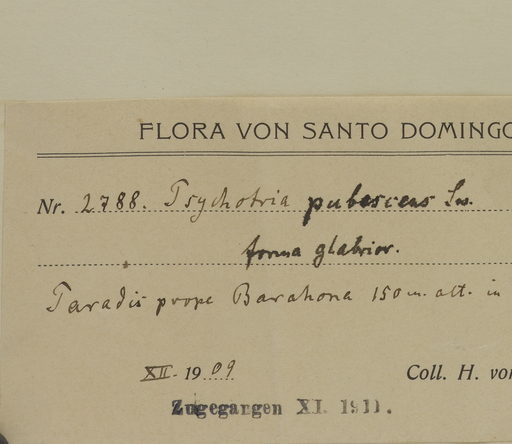 FLORA VON SANTO DOMINGO
Nr. 2788. Psychotria pubescens Sw.
forma glabrior.
Paradis prope Barahona 150 m. alt. in
XII - 1909
Coll. H. von
Zugegangen XI. 1911.